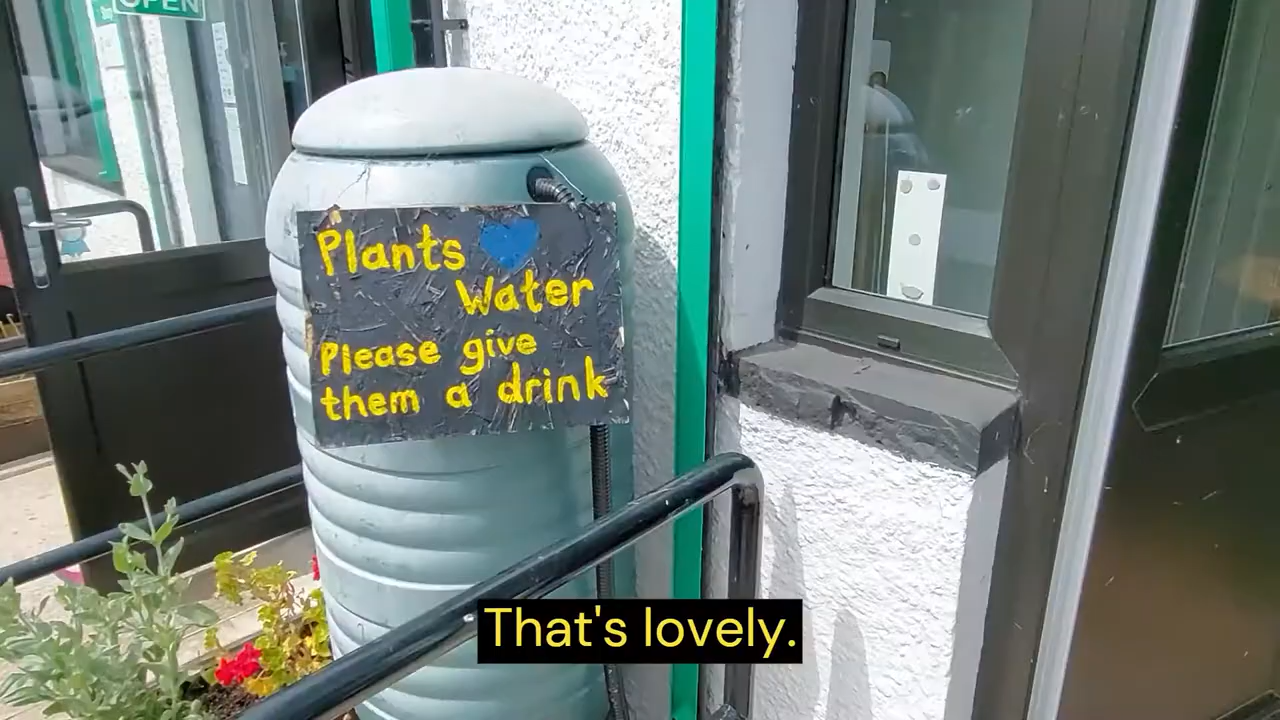 OPEN
Plants 💙
Water
Please give
them a drink
That's lovely.